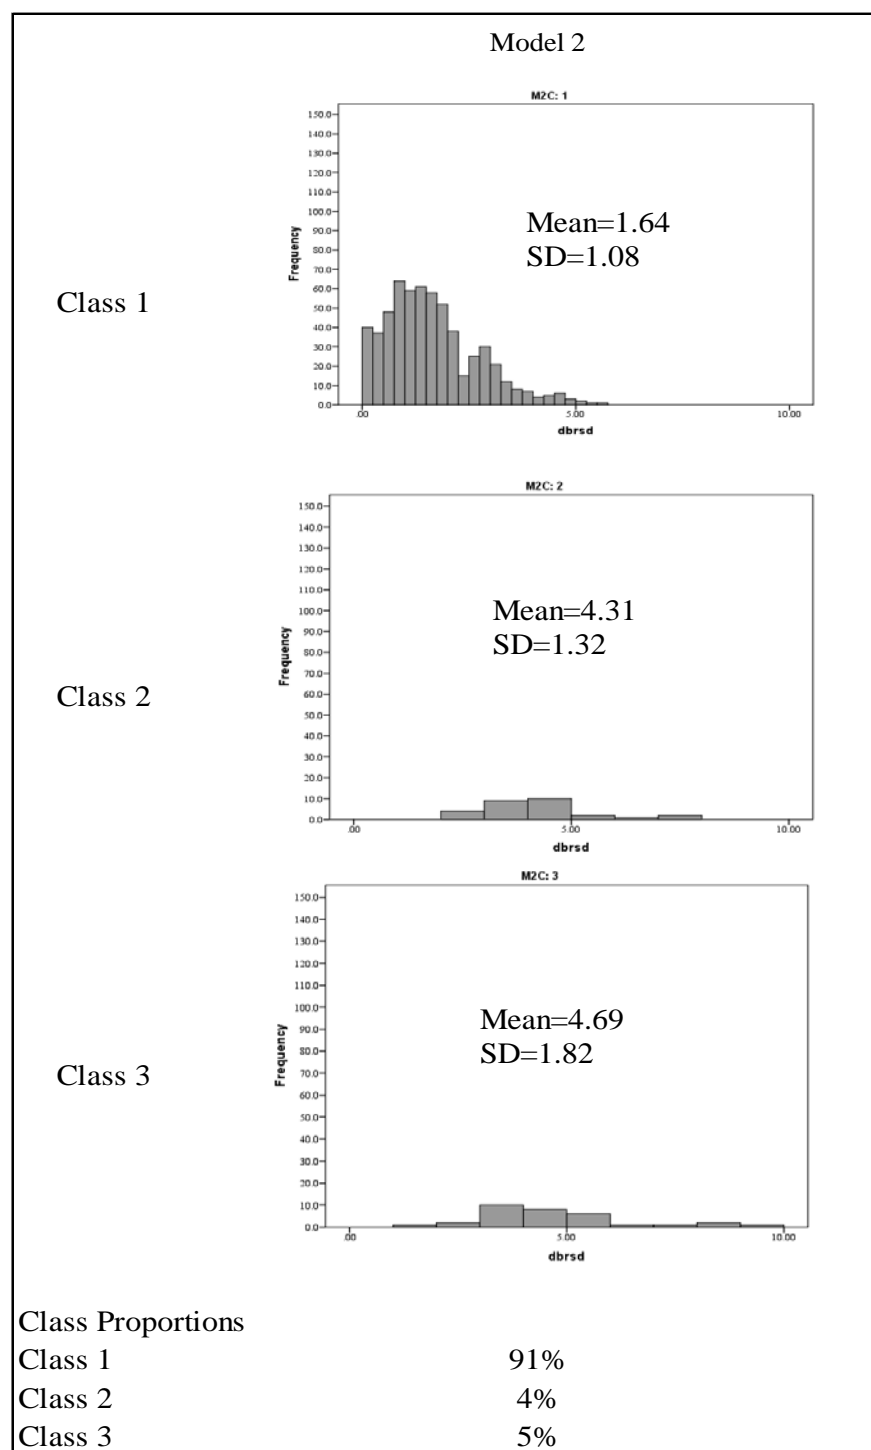 Model 2
M2C: 1
150.0
140.0
130.0
120.0
110.0
100.0
90.0
80.0
70.0
60.0
50.0
40.0
30.0
20.0
10.0
0.0
Frequency
Mean=1.64
SD=1.08
Class 1
.00 5.00 10.00
dbrsd
M2C: 2
150.0
140.0
130.0
120.0
110.0
100.0
90.0
80.0
70.0
60.0
50.0
40.0
30.0
20.0
10.0
0.0
Frequency
Mean=4.31
SD=1.32
Class 2
.00 5.00 10.00
dbrsd
M2C: 3
150.0
140.0
130.0
120.0
110.0
100.0
90.0
80.0
70.0
60.0
50.0
40.0
30.0
20.0
10.0
0.0
Frequency
Mean=4.69
SD=1.82
Class 3
.00 5.00 10.00
dbrsd
Class Proportions
Class 1 91%
Class 2 4%
Class 3 5%